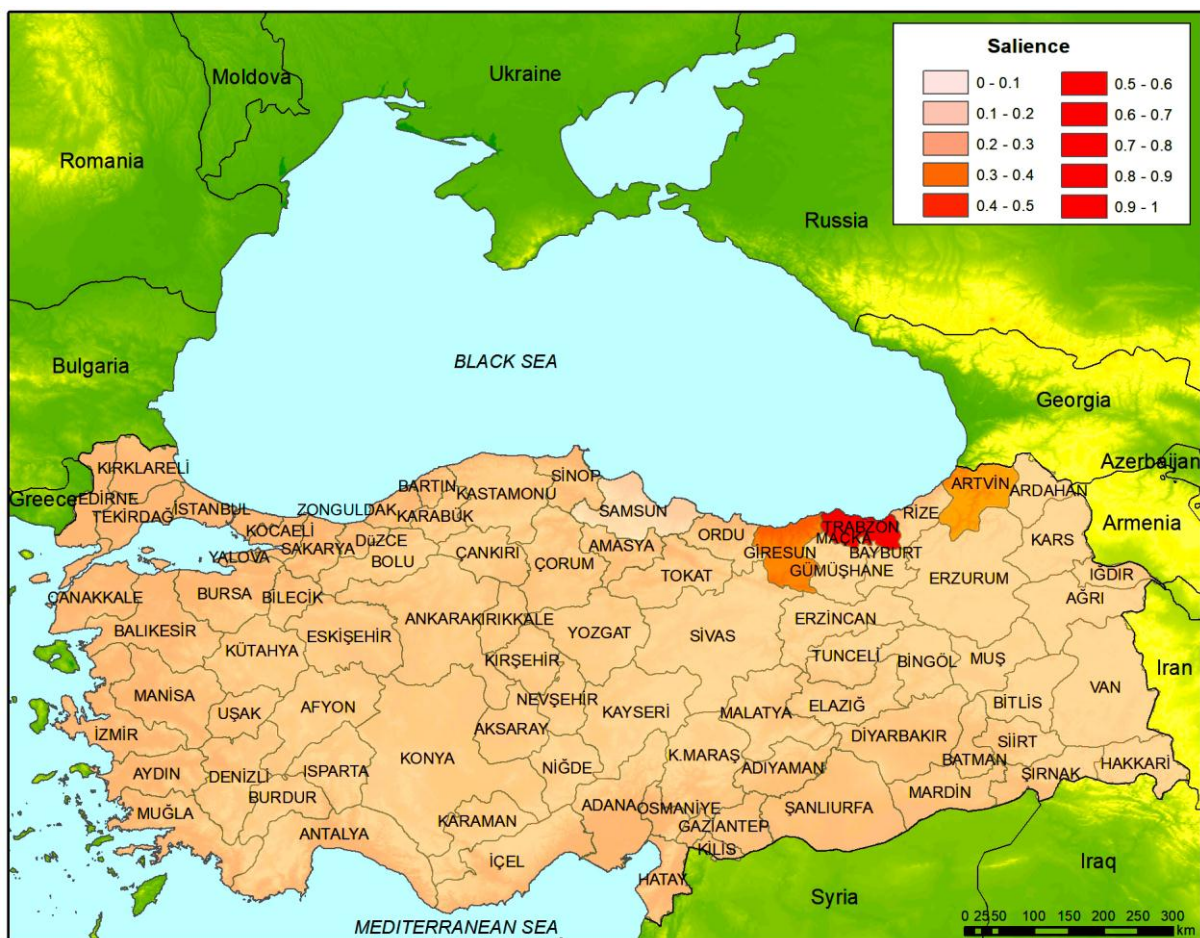 Salience
0 - 0.1
0.1 - 0.2
0.2 - 0.3
0.3 - 0.4
0.4 - 0.5
0.5 - 0.6
0.6 - 0.7
0.7 - 0.8
0.8 - 0.9
0.9 - 1
Moldova
Ukraine
Romania
Russia
Bulgaria
BLACK SEA
Georgia
Azerbaijan
Greece
Armenia
KIRKLARELİ
EDİRNE
TEKİRDAĞ
İSTANBUL
KOCAELİ
YALOVA
SAKARYA
ZONGULDAK
DüZCE
BARTIN
KARABÜK
BOLU
KASTAMONU
SİNOP
ÇANKIRI
SAMSUN
AMASYA
ÇORUM
ORDU
TOKAT
GİRESUN
TRABZON
MAÇKA
BAYBURT
GÜMÜŞHANE
RİZE
ARTVİN
ARDAHAN
KARS
IĞDIR
AĞRI
ERZURUM
ÇANAKKALE
BURSA
BİLECİK
BALIKESİR
KÜTAHYA
ESKİŞEHİR
ANKARA
KIRIKKALE
YOZGAT
SİVAS
ERZİNCAN
KIRŞEHİR
TUNCELİ
BİNGÖL
MUŞ
Iran
MANİSA
UŞAK
AFYON
NEVŞEHİR
KAYSERİ
MALATYA
ELAZIĞ
BİTLİS
VAN
İZMİR
AKSARAY
KONYA
DİYARBAKIR
SİİRT
AYDIN
DENİZLİ
ISPARTA
NİĞDE
K.MARAŞ
ADIYAMAN
BATMAN
ŞIRNAK
HAKKARİ
MUĞLA
BURDUR
ANTALYA
KARAMAN
ADANA
OSMANİYE
GAZİANTEP
ŞANLIURFA
MARDİN
KİLİS
İÇEL
HATAY
Syria
Iraq
MEDITERRANEAN SEA
0 25 50 100 150 200 250 300
km